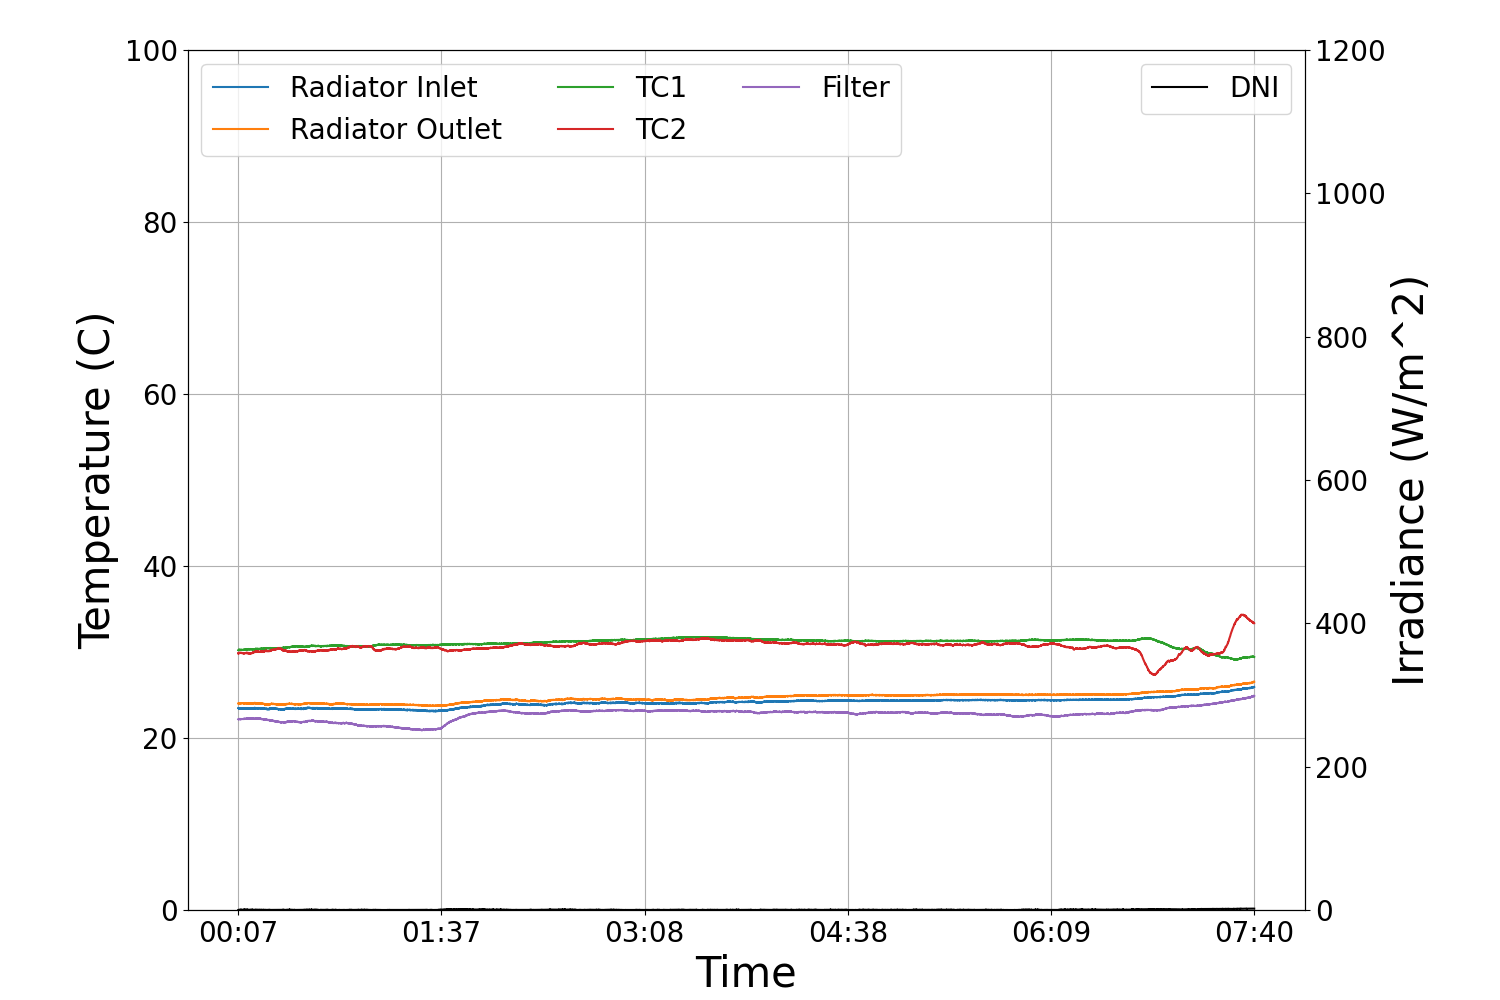 Radiator Inlet
Radiator Outlet
TC1
TC2
Filter
DNI
Temperature (C)
100
80
60
40
20
0
1200
1000
800
600
400
200
0
Irradiance (W/m^2)
00:07 01:37 03:08 04:38 06:09 07:40
Time